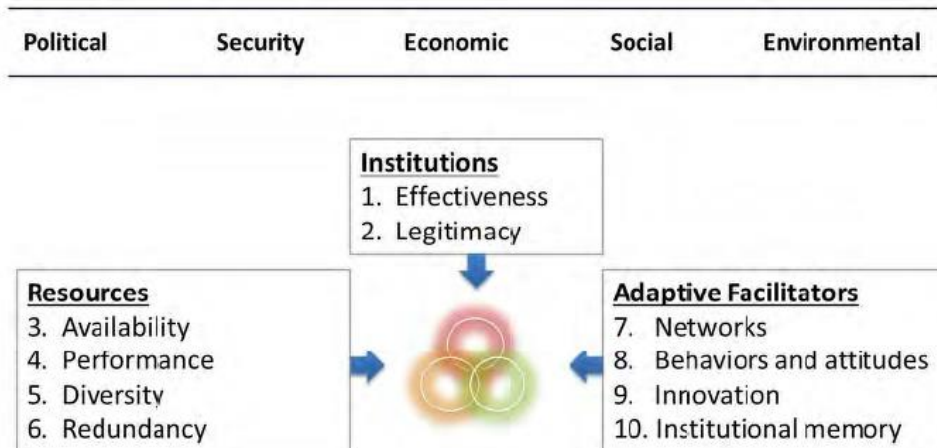 Political Security Economic Social Environmental
Institutions
1. Effectiveness
2. Legitimacy
Resources
3. Availability
4. Performance
5. Diversity
6. Redundancy
Adaptive Facilitators
7. Networks
8. Behaviors and attitudes
9. Innovation
10. Institutional memory